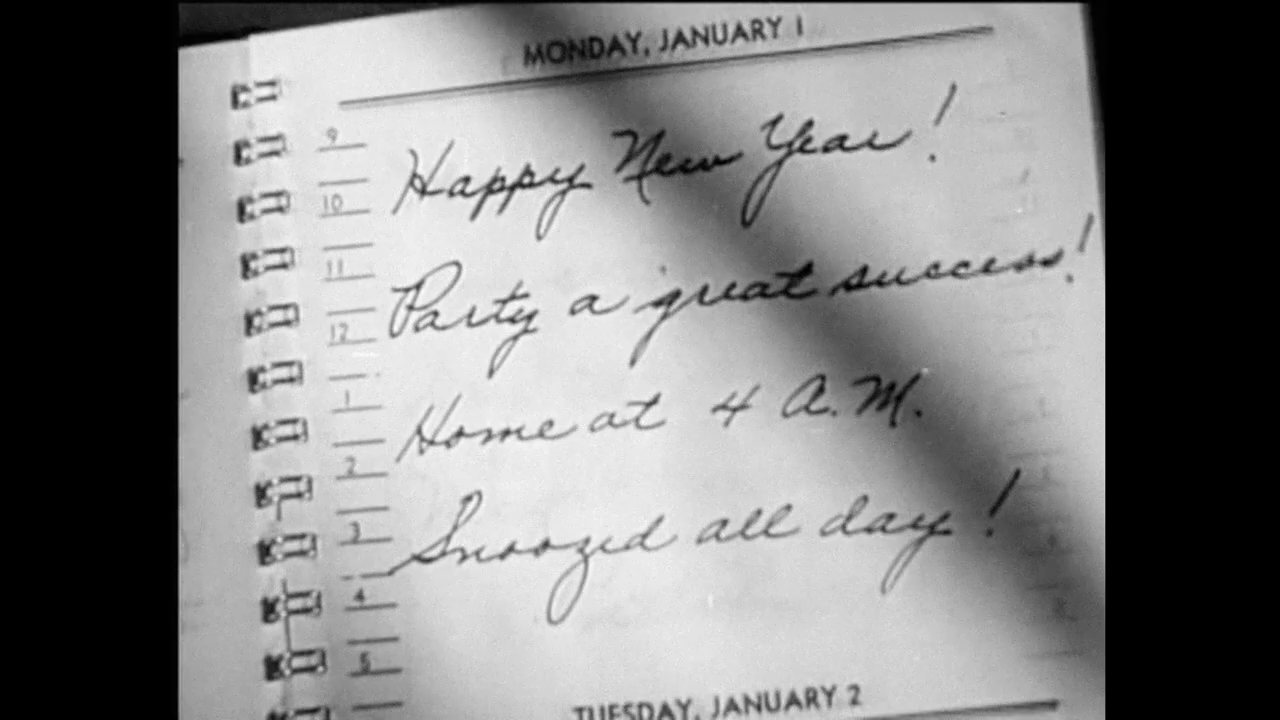 MONDAY, JANUARY 1
9
Happy New Year!
10
11
Party a great success!
12
1
Home at 4 A.M.
2
3
Snoozed all day!
4
5
TUESDAY, JANUARY 2